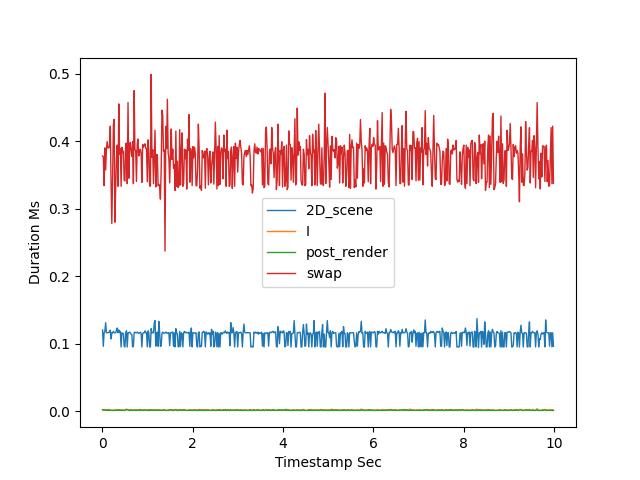 0.5
0.4
0.3
0.2
0.1
0.0
Duration Ms
2D_scene
I
post_render
swap
0
2
4
6
8
10
Timestamp Sec